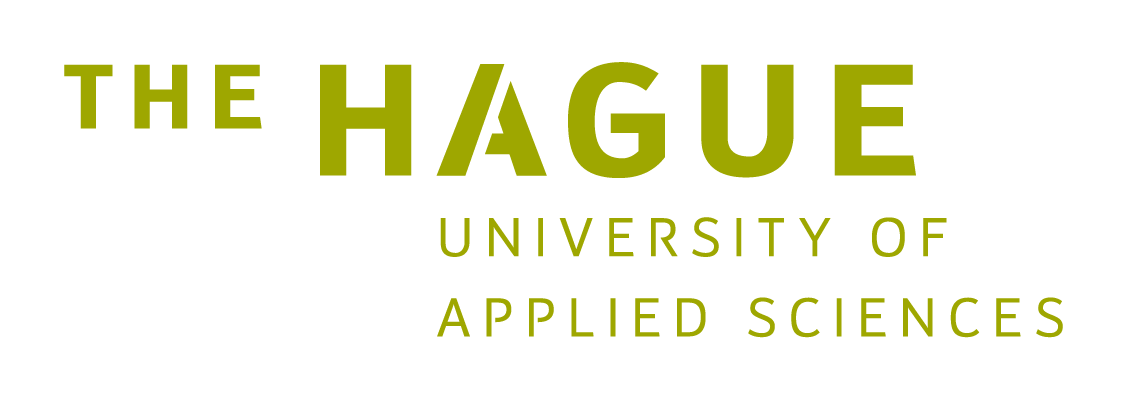 THE HAGUE
UNIVERSITY OF
APPLIED SCIENCES